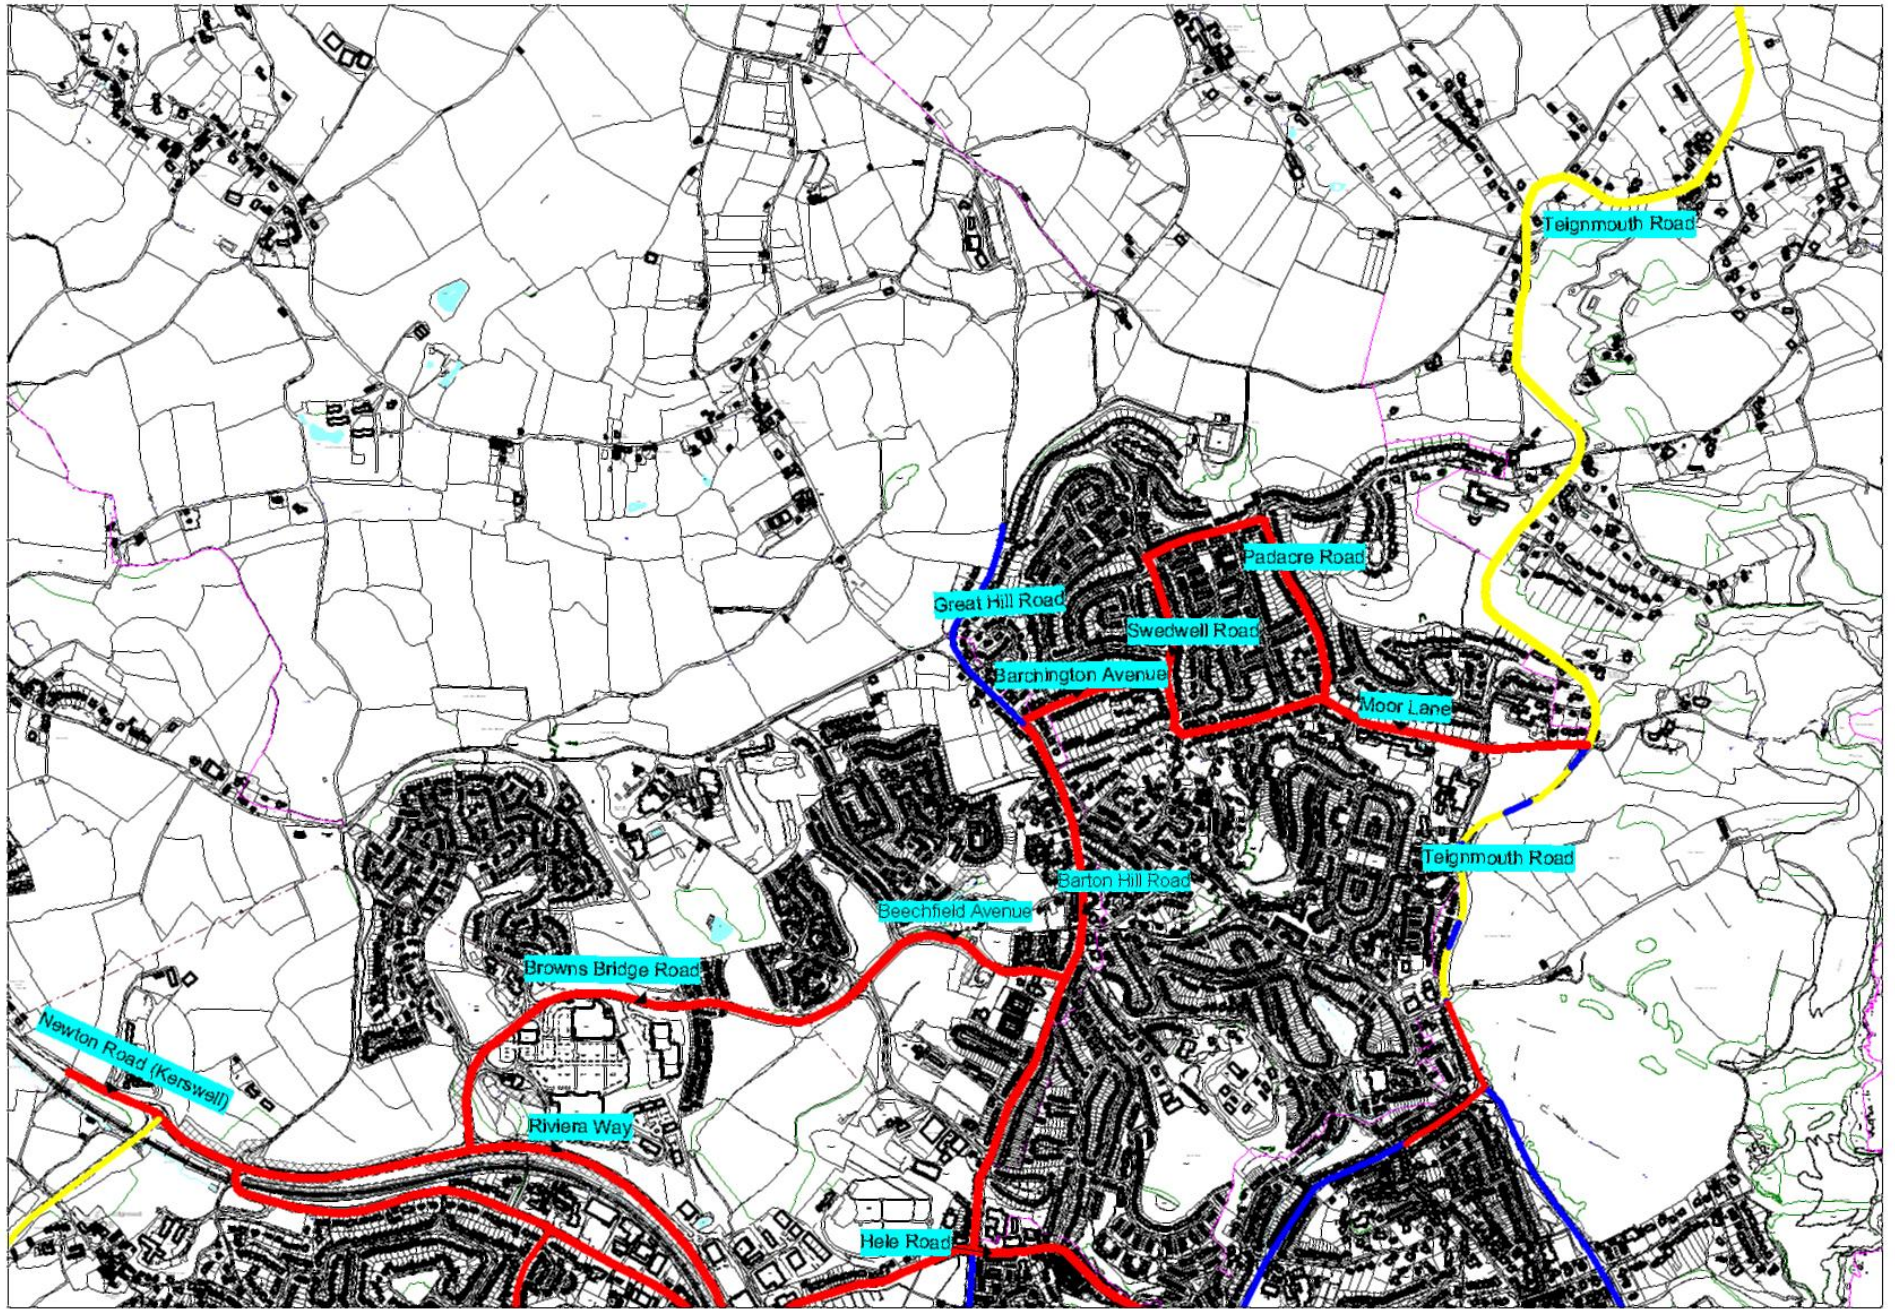 Teignmouth Road
Padacre Road
Great Hill Road
Swedwell Road
Barchington Avenue
Moor Lane
Teignmouth Road
Barton Hill Road
Beechfield Avenue
Browns Bridge Road
Newton Road (Kerswell)
Riviera Way
Hele Road